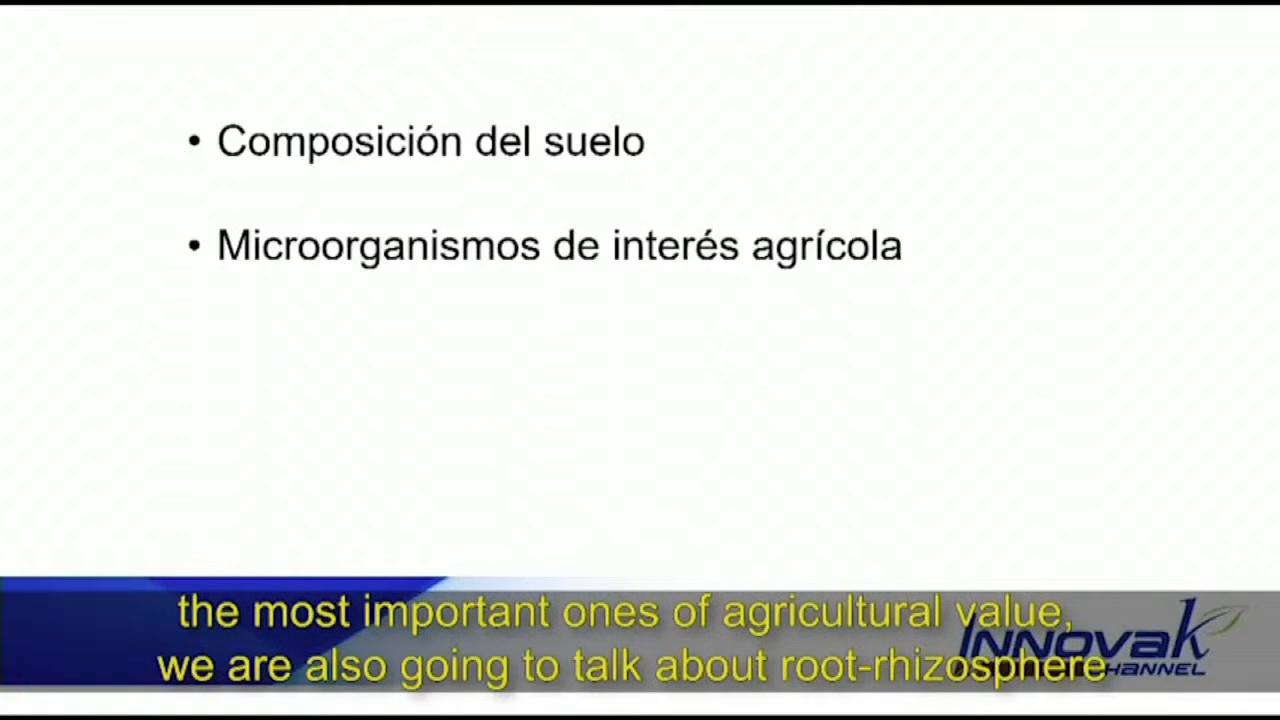 • Composición del suelo
• Microorganismos de interés agrícola
the most important ones of agricultural value,
we are also going to talk about root-rhizosphere
Innovak
CHANNEL